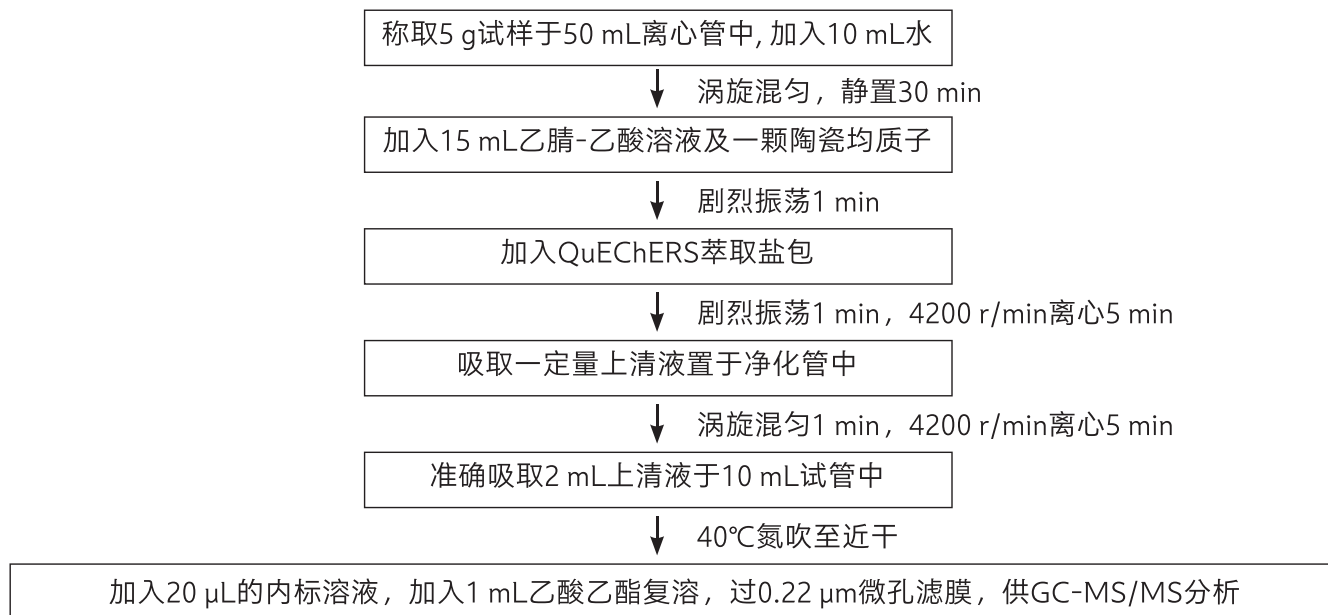 称取5 g试样于50 mL离心管中, 加入10 mL水
涡旋混匀，静置30 min
加入15 mL乙腈-乙酸溶液及一颗陶瓷均质子
剧烈振荡1 min
加入QuEChERS萃取盐包
剧烈振荡1 min，4200 r/min离心5 min
吸取一定量上清液置于净化管中
涡旋混匀1 min，4200 r/min离心5 min
准确吸取2 mL上清液于10 mL试管中
40℃氮吹至近干
加入20 μL的内标溶液，加入1 mL乙酸乙酯复溶，过0.22 μm微孔滤膜，供GC-MS/MS分析